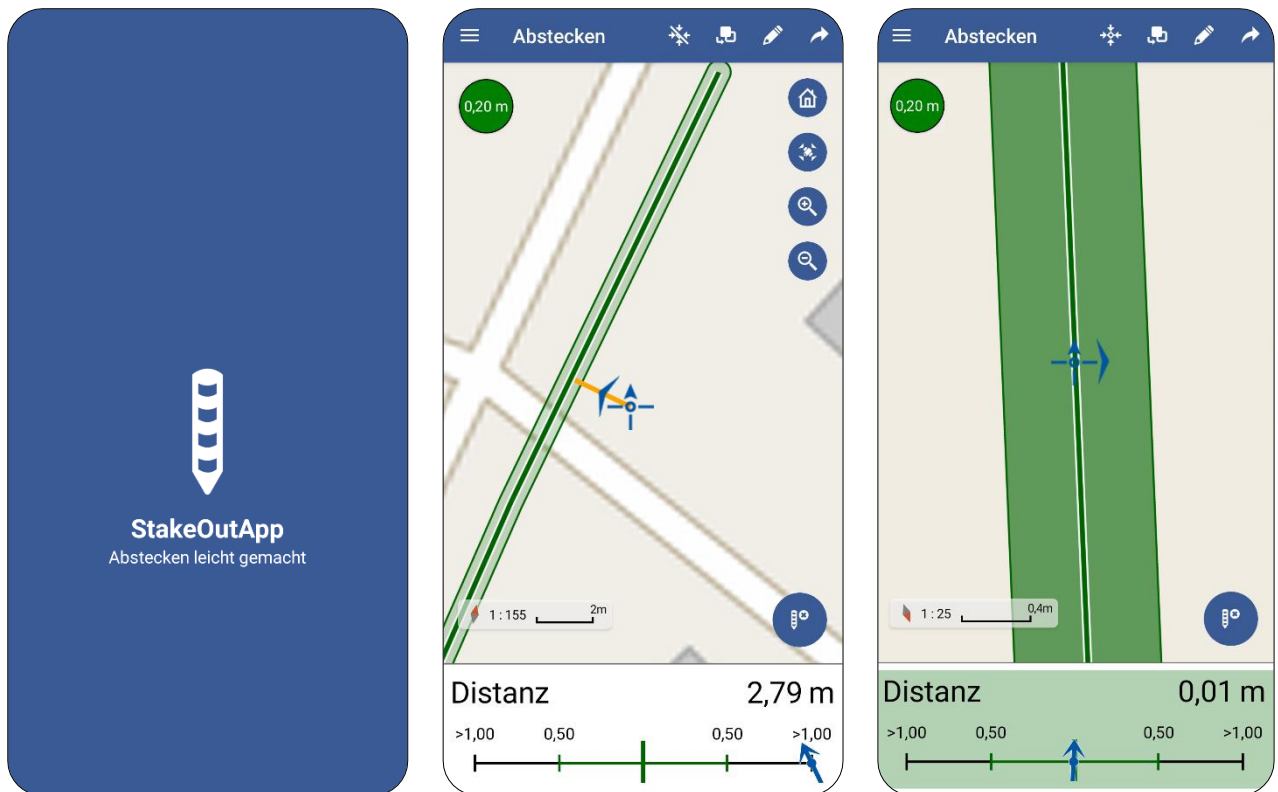 StakeOutApp
Abstecken leicht gemacht
Abstecken
0,20 m
1 : 155
2m
Distanz
2,79 m
>1,00
0,50
0,50
>1,00
Abstecken
0,20 m
1 : 25
0,4m
Distanz
0,01 m
>1,00
0,50
0,50
>1,00